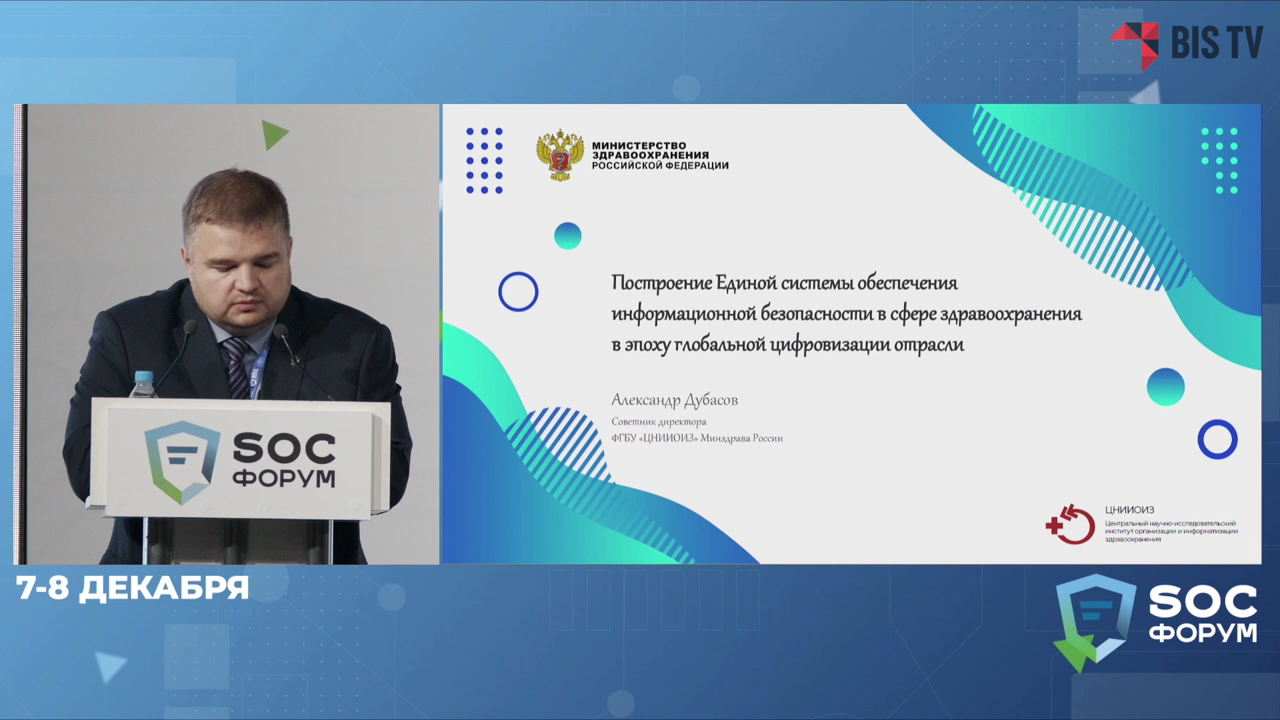 BIS TV
МИНИСТЕРСТВО
ЗДРАВООХРАНЕНИЯ
РОССИЙСКОЙ ФЕДЕРАЦИИ
Построение Единой системы обеспечения
информационной безопасности в сфере здравоохранения
в эпоху глобальной цифровизации отрасли
Александр Дубасов
Советник директора
ФГБУ «ЦНИИОИЗ» Минздрава России
SOC
ФОРУМ
ЦНИИОИЗ
Центральный научно-исследовательский
институт организации и информатизации
здравоохранения
7-8 ДЕКАБРЯ
SOC
ФОРУМ